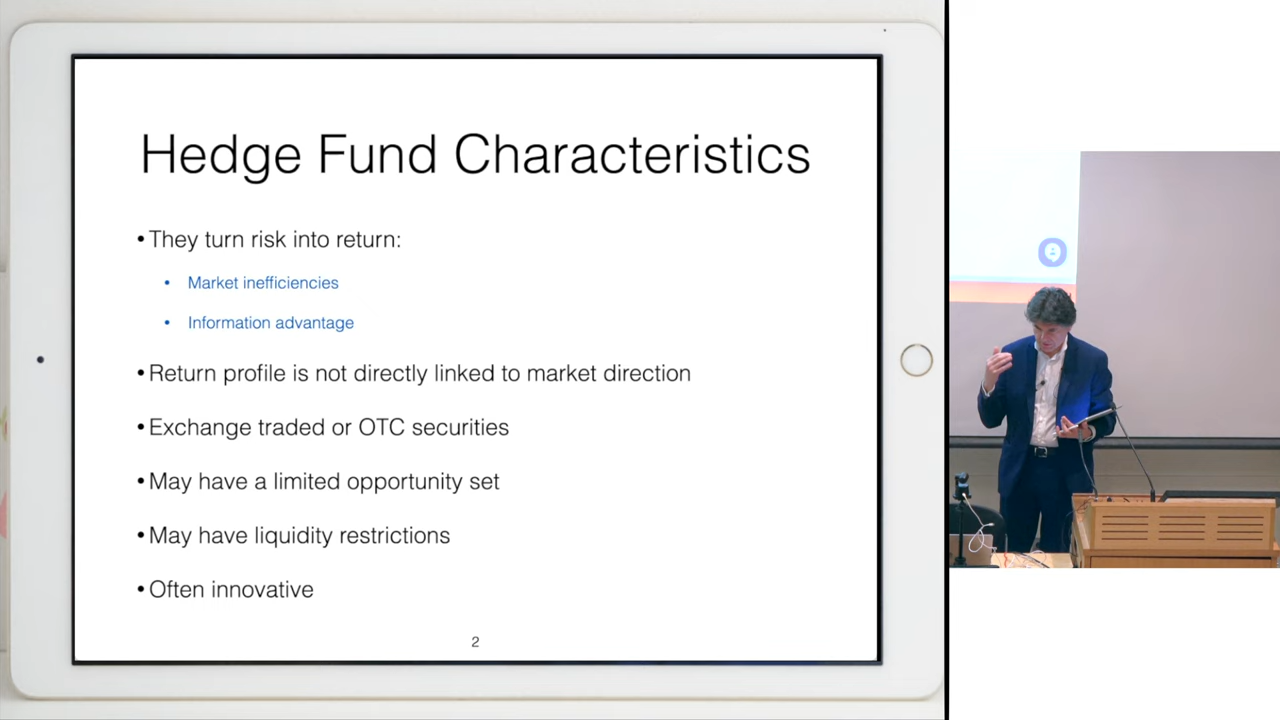 Hedge Fund Characteristics
• They turn risk into return:
• Market inefficiencies
• Information advantage
• Return profile is not directly linked to market direction
• Exchange traded or OTC securities
• May have a limited opportunity set
• May have liquidity restrictions
• Often innovative
2